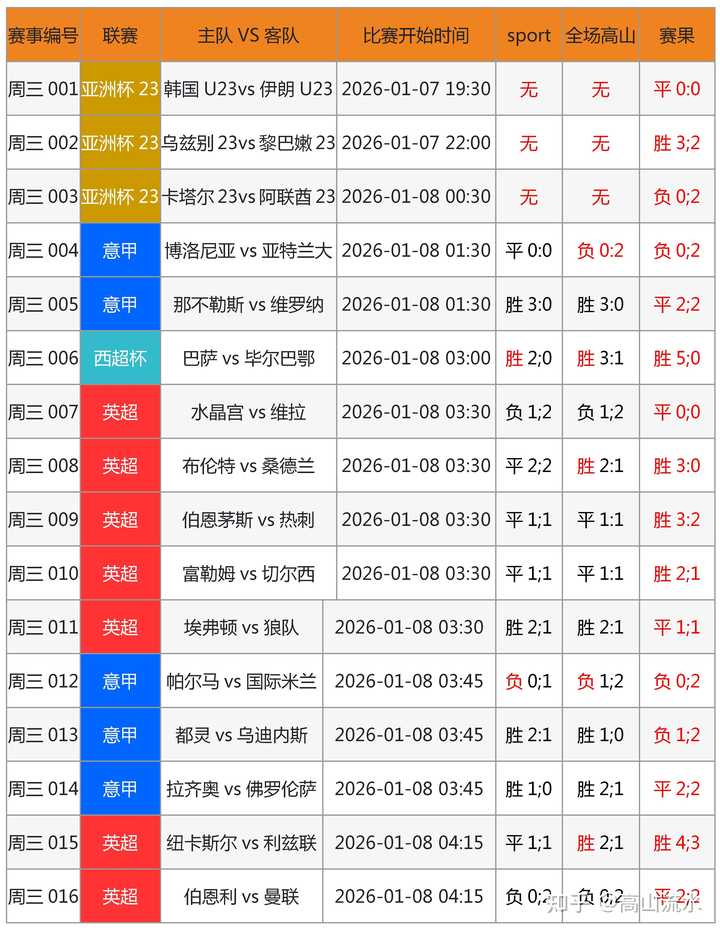 赛事编号 联赛 主队 VS 客队 比赛开始时间 sport 全场高山 赛果
周三 001 亚洲杯 23 韩国 U23vs 伊朗 U23 2026-01-07 19:30 无 无 平 0:0
周三 002 亚洲杯 23 乌兹别 23vs 黎巴嫩 23 2026-01-07 22:00 无 无 胜 3;2
周三 003 亚洲杯 23 卡塔尔 23vs 阿联酋 23 2026-01-08 00:30 无 无 负 0;2
周三 004 意甲 博洛尼亚 vs 亚特兰大 2026-01-08 01:30 平 0:0 负 0:2 负 0;2
周三 005 意甲 那不勒斯 vs 维罗纳 2026-01-08 01:30 胜 3:0 胜 3:0 平 2;2
周三 006 西超杯 巴萨 vs 毕尔巴鄂 2026-01-08 03:00 胜 2;0 胜 3:1 胜 5;0
周三 007 英超 水晶宫 vs 维拉 2026-01-08 03:30 负 1;2 负 1;2 平 0;0
周三 008 英超 布伦特 vs 桑德兰 2026-01-08 03:30 平 2;2 胜 2:1 胜 3:0
周三 009 英超 伯恩茅斯 vs 热刺 2026-01-08 03:30 平 1;1 平 1:1 胜 3:2
周三 010 英超 富勒姆 vs 切尔西 2026-01-08 03:30 平 1;1 平 1:1 胜 2;1
周三 011 英超 埃弗顿 vs 狼队 2026-01-08 03:30 胜 2;1 胜 2:1 平 1;1
周三 012 意甲 帕尔马 vs 国际米兰 2026-01-08 03:45 负 0;1 负 1;2 负 0;2
周三 013 意甲 都灵 vs 乌迪内斯 2026-01-08 03:45 胜 2:1 胜 1;0 负 1;2
周三 014 意甲 拉齐奥 vs 佛罗伦萨 2026-01-08 03:45 胜 1;0 胜 2;1 平 2;2
周三 015 英超 纽卡斯尔 vs 利兹联 2026-01-08 04:15 平 1;1 胜 2;1 胜 4;3
周三 016 英超 伯恩利 vs 曼联 2026-01-08 04:15 负 0;2 负 0;2 平 2;2
知乎 @高山流水